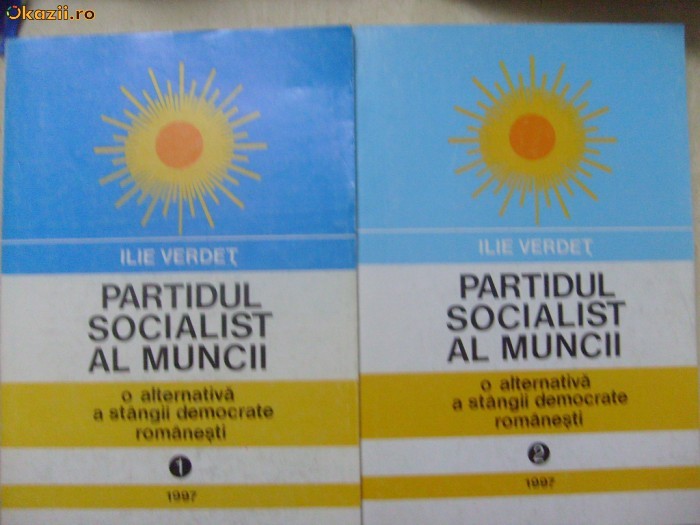 Okazii.ro
ILIE VERDEȚ
PARTIDUL
SOCIALIST
AL MUNCII
o alternativă
a stângii democrate
românești
1
1997
ILIE VERDEȚ
PARTIDUL
SOCIALIST
AL MUNCII
o alternativă
a stângii democrate
românești
2
1997